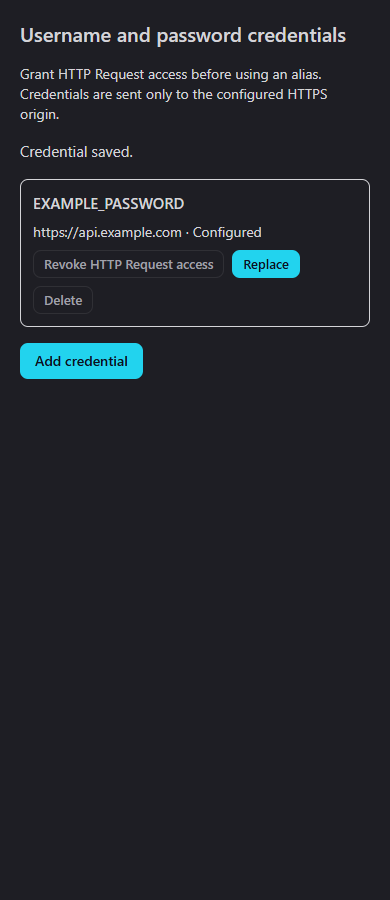 Username and password credentials
Grant HTTP Request access before using an alias.
Credentials are sent only to the configured HTTPS
origin.
Credential saved.
EXAMPLE_PASSWORD
https://api.example.com · Configured
Revoke HTTP Request access
Replace
Delete
Add credential